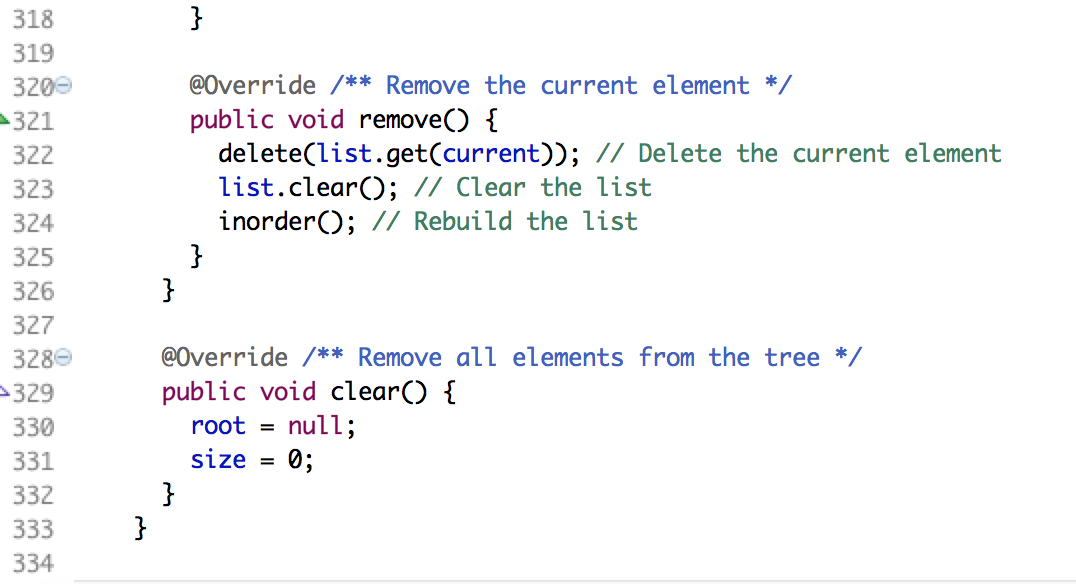 318         }
319
320         @Override /** Remove the current element */
321         public void remove() {
322           delete(list.get(current)); // Delete the current element
323           list.clear(); // Clear the list
324           inorder(); // Rebuild the list
325         }
326       }
327
328       @Override /** Remove all elements from the tree */
329       public void clear() {
330         root = null;
331         size = 0;
332       }
333     }
334